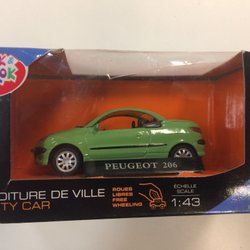 PEUGEOT 206
OITURE DE VILLE
TY CAR
ROUES
LIBRES
FREE
WHEELING
ÉCHELLE
SCALE
1:43